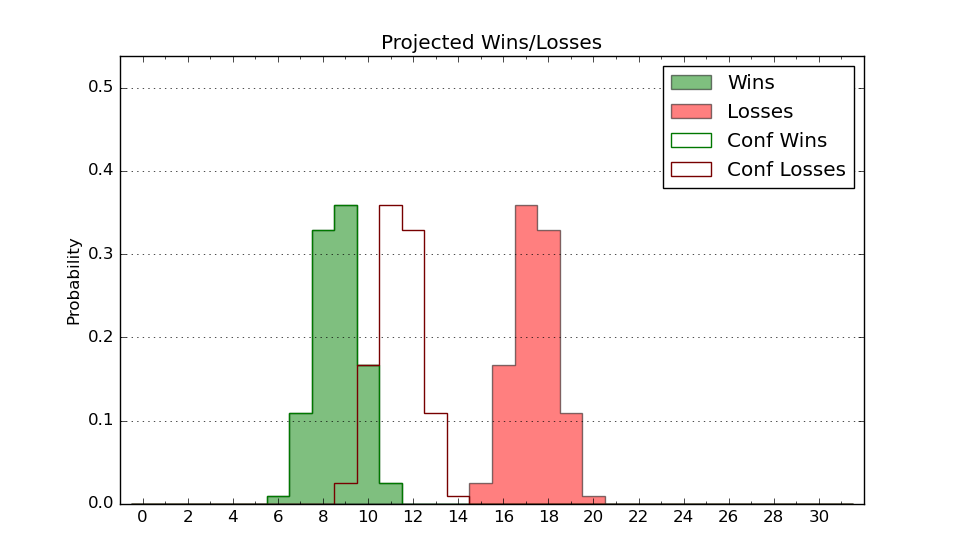 Projected Wins/Losses
Wins
Losses
Conf Wins
Conf Losses
Probability
0.5
0.4
0.3
0.2
0.1
0.0
0 2 4 6 8 10 12 14 16 18 20 22 24 26 28 30